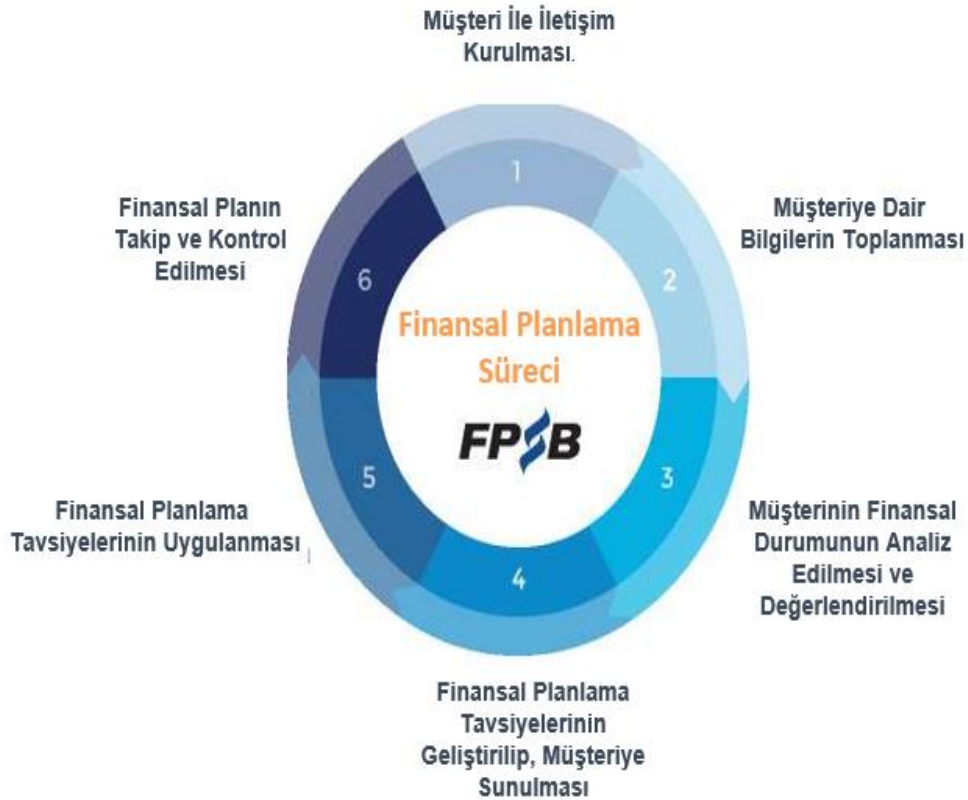 Müşteri İle İletişim
Kurulması.
1
Müşteriye Dair
Bilgilerin Toplanması
2
Müşterinin Finansal
Durumunun Analiz
Edilmesi ve
Değerlendirilmesi
3
Finansal Planlama
Tavsiyelerinin
Geliştirilip, Müşteriye
Sunulması
4
Finansal Planlama
Tavsiyelerinin Uygulanması
5
Finansal Planın
Takip ve Kontrol
Edilmesi
6
Finansal Planlama
Süreci
FPSB